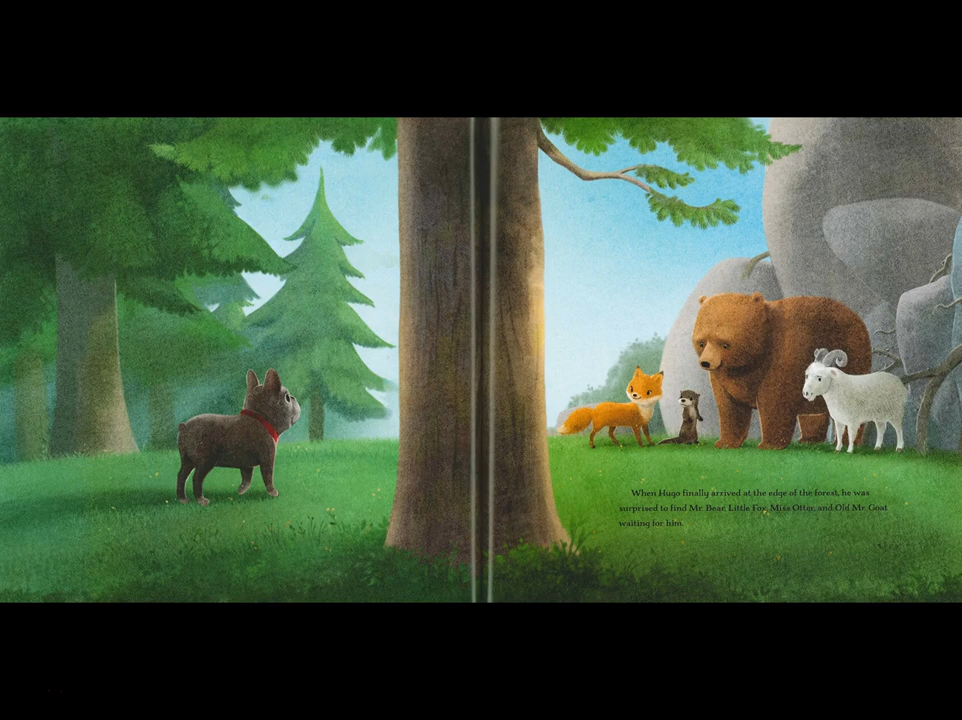 When Hugo finally arrived at the edge of the forest, he was
surprised to find Mr. Bear, Little Fox, Miss Otter, and Old Mr. Goat
waiting for him.